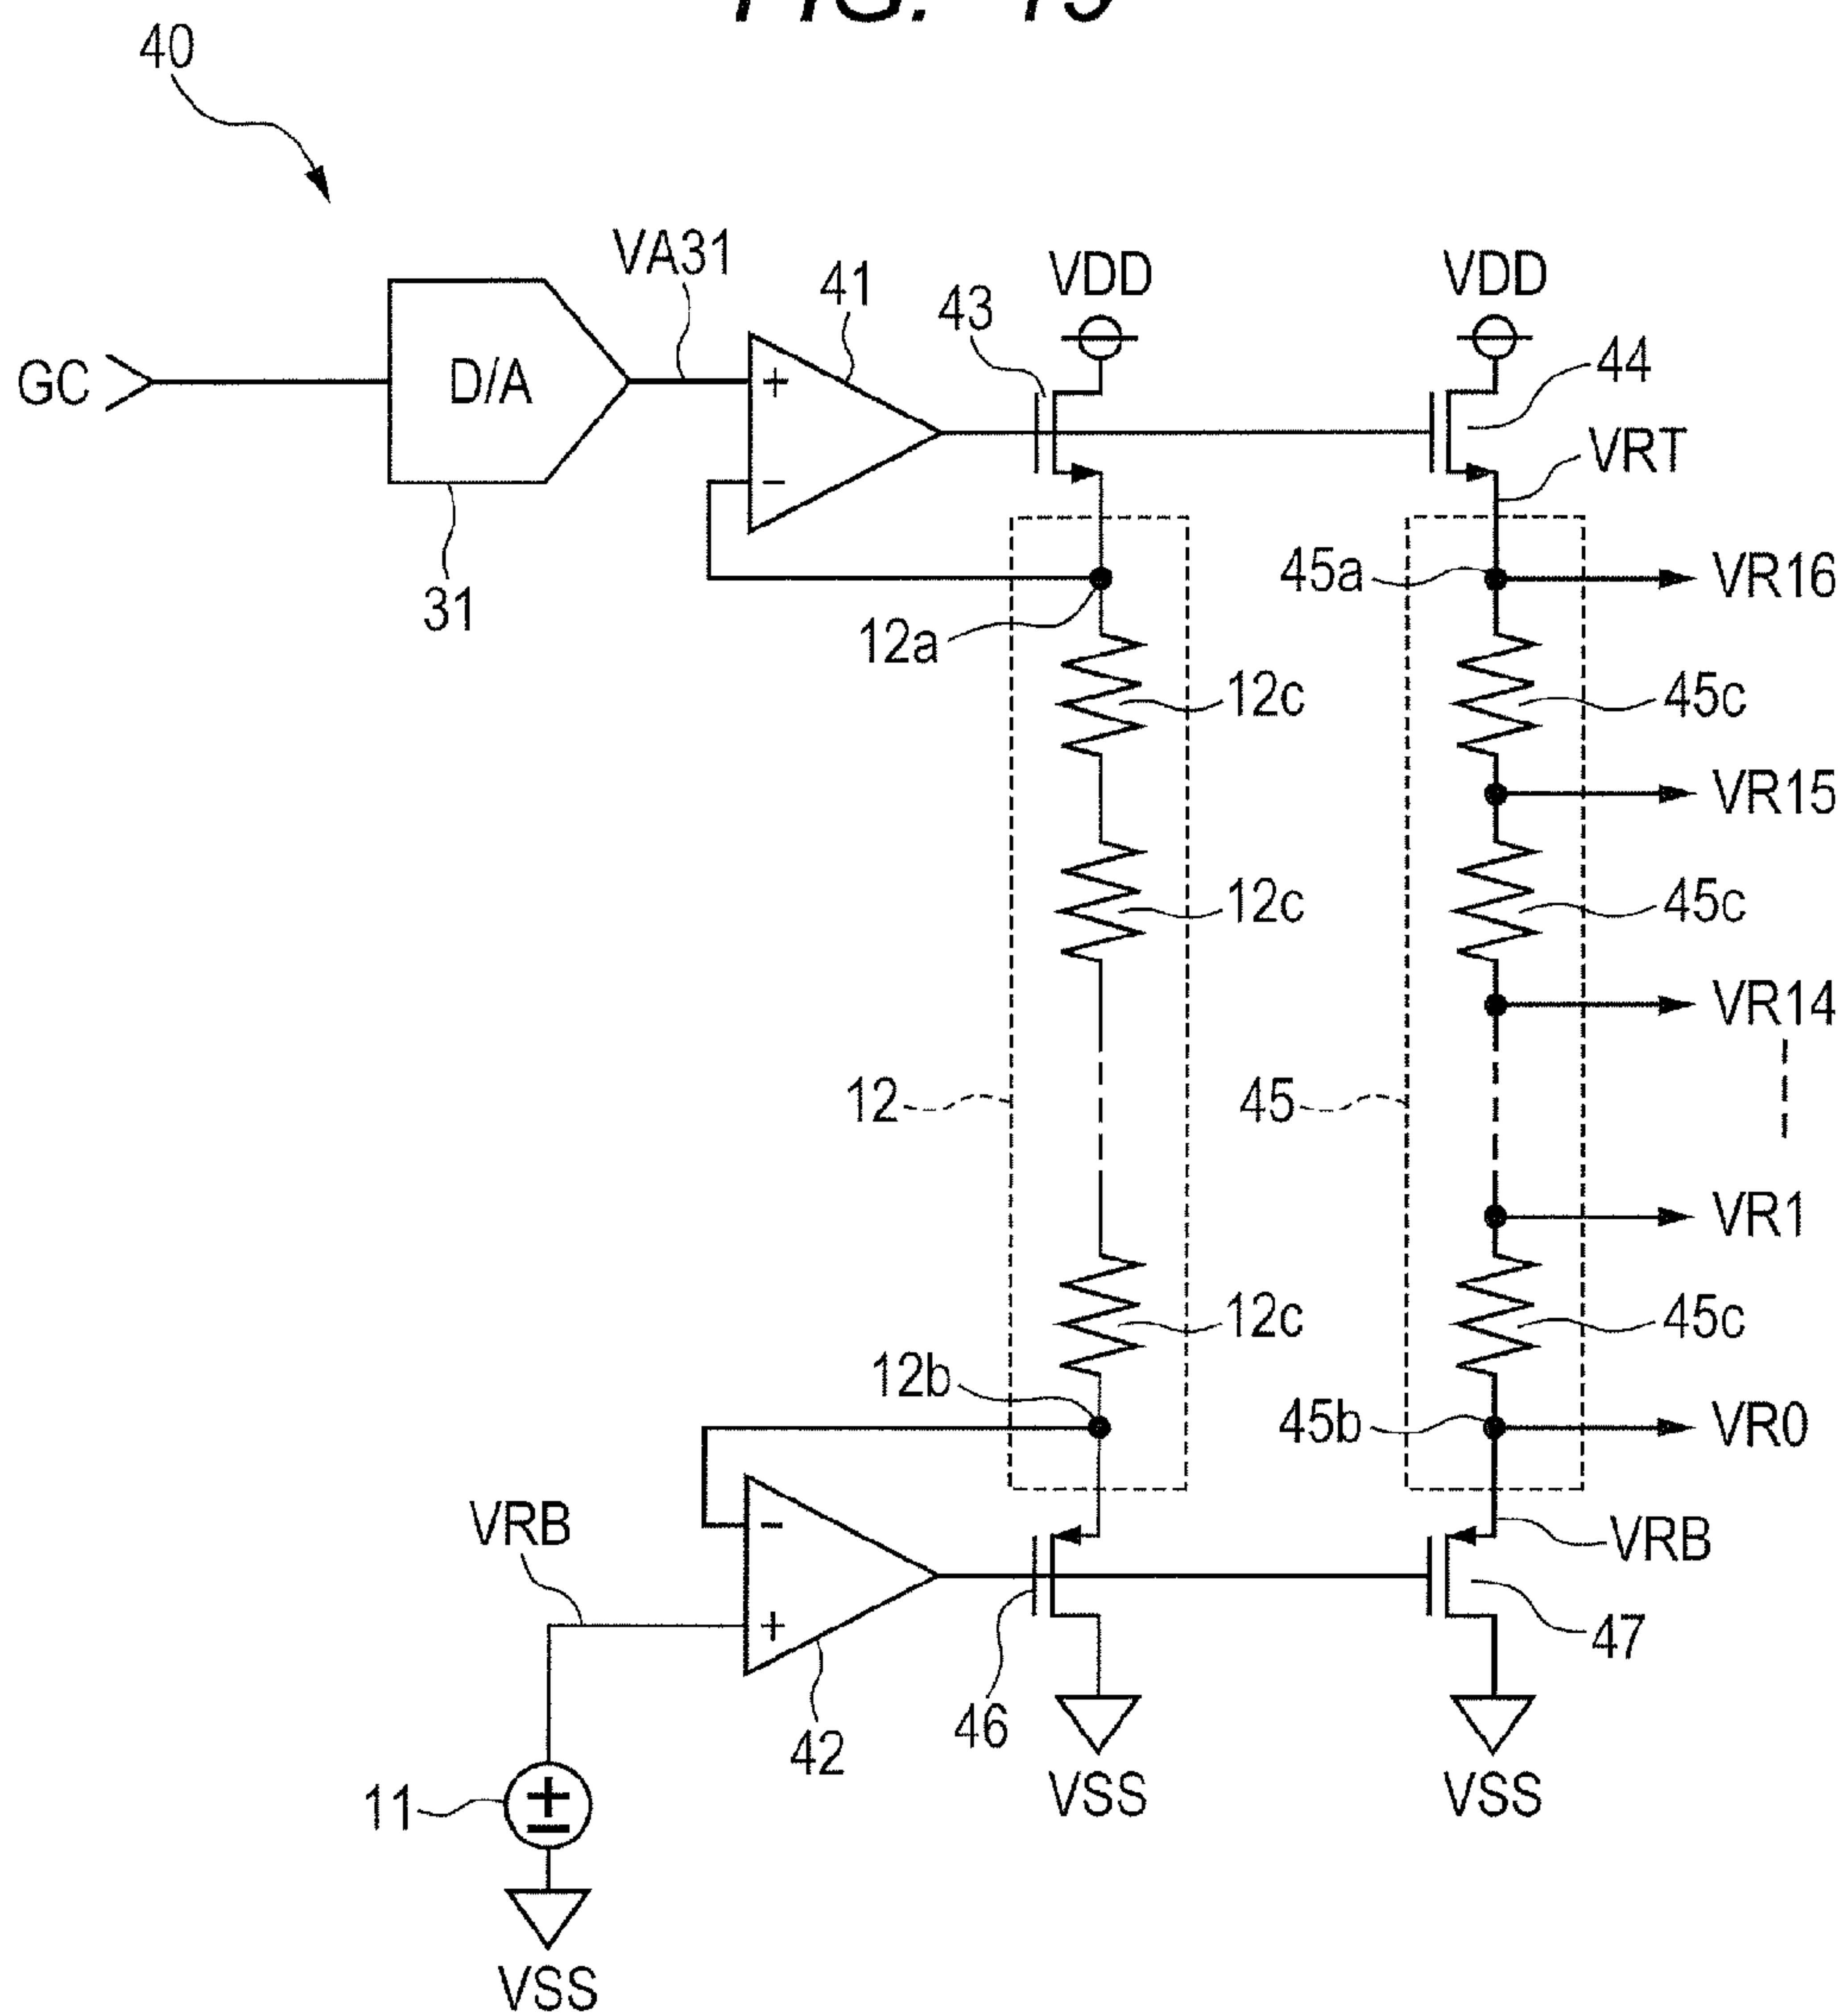 40
VA31
41
43
VDD
VDD
44
GC
D/A
+
VRT
-
31
45a
VR16
12a
12c
45c
VR15
12c
45c
VR14
12
45
VR1
12c
45c
12b
45b
VR0
VRB
-
VRB
+
47
42
46
11
VSS
VSS
VSS